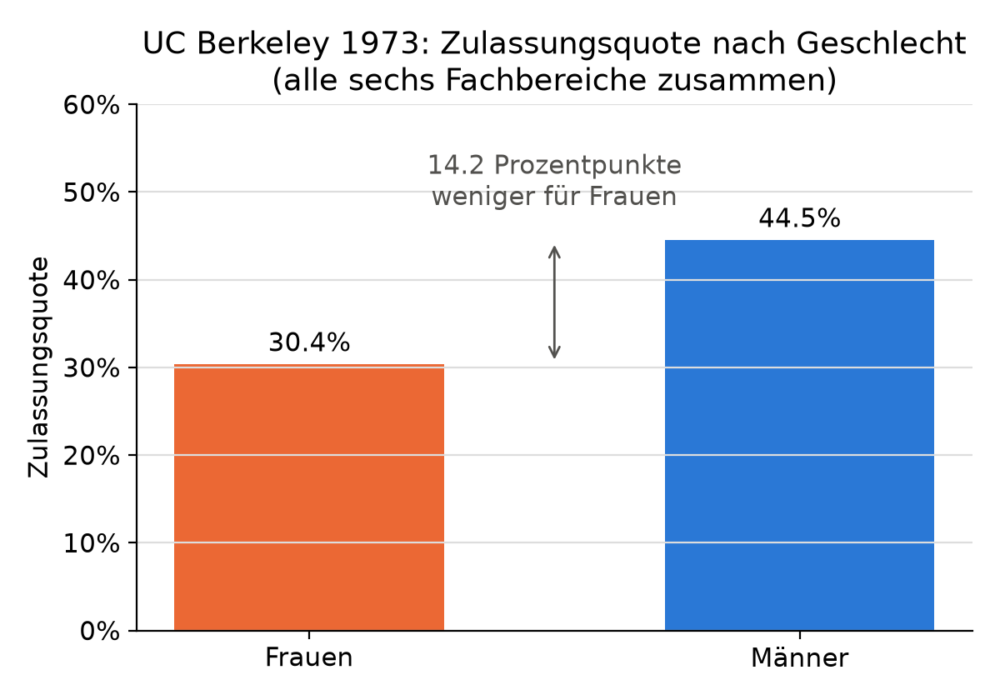 UC Berkeley 1973: Zulassungsquote nach Geschlecht
(alle sechs Fachbereiche zusammen)
60%
50%
40%
30%
20%
10%
0%
Zulassungsquote
14.2 Prozentpunkte
weniger für Frauen
30.4%
44.5%
Frauen
Männer